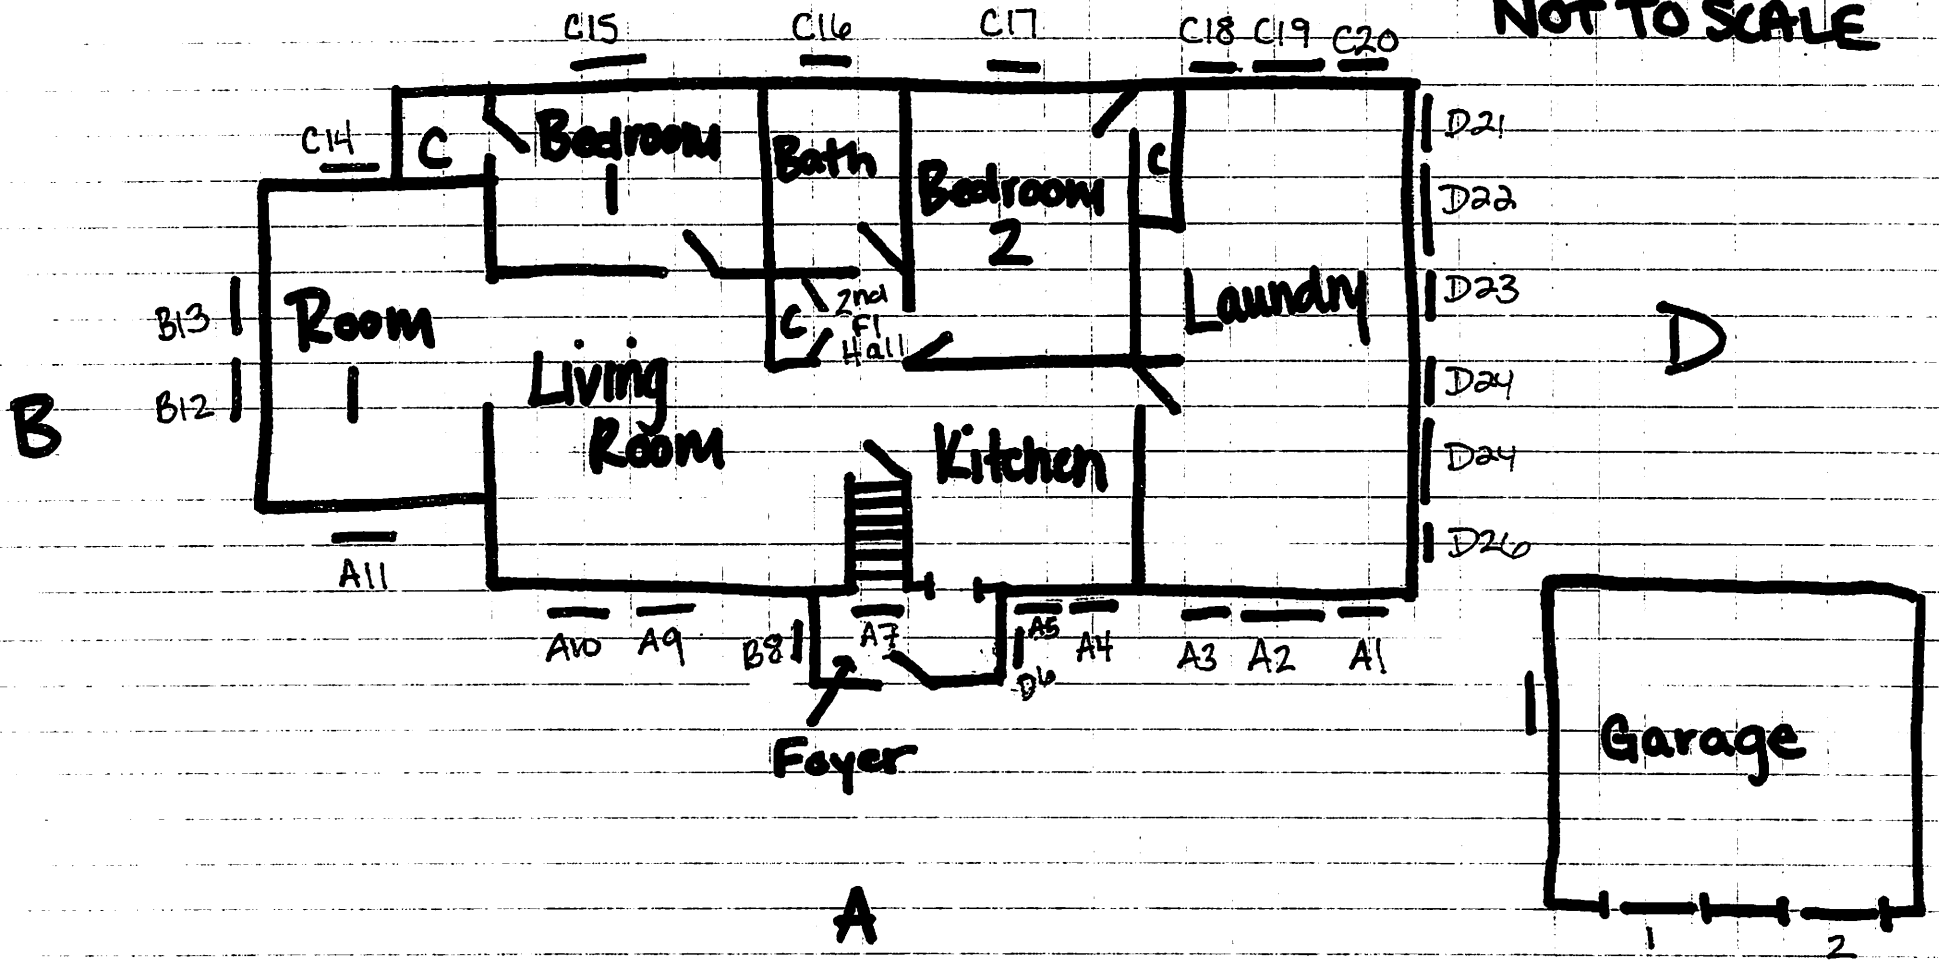 NOT TO SCALE
C15 C16 C17 C18 C19 C20
C14
C
Bedroom
1
Bath
Bedroom
2
C
D21
D22
D23
D24
D24
D26
D
Laundry
C
2nd
Fl
Hall
B13
B12
B
Room
1
Living
Room
Kitchen
A11
A10 A9 B8 A7 A5 A4 A3 A2 A1
D6
Foyer
Garage
A
1 2